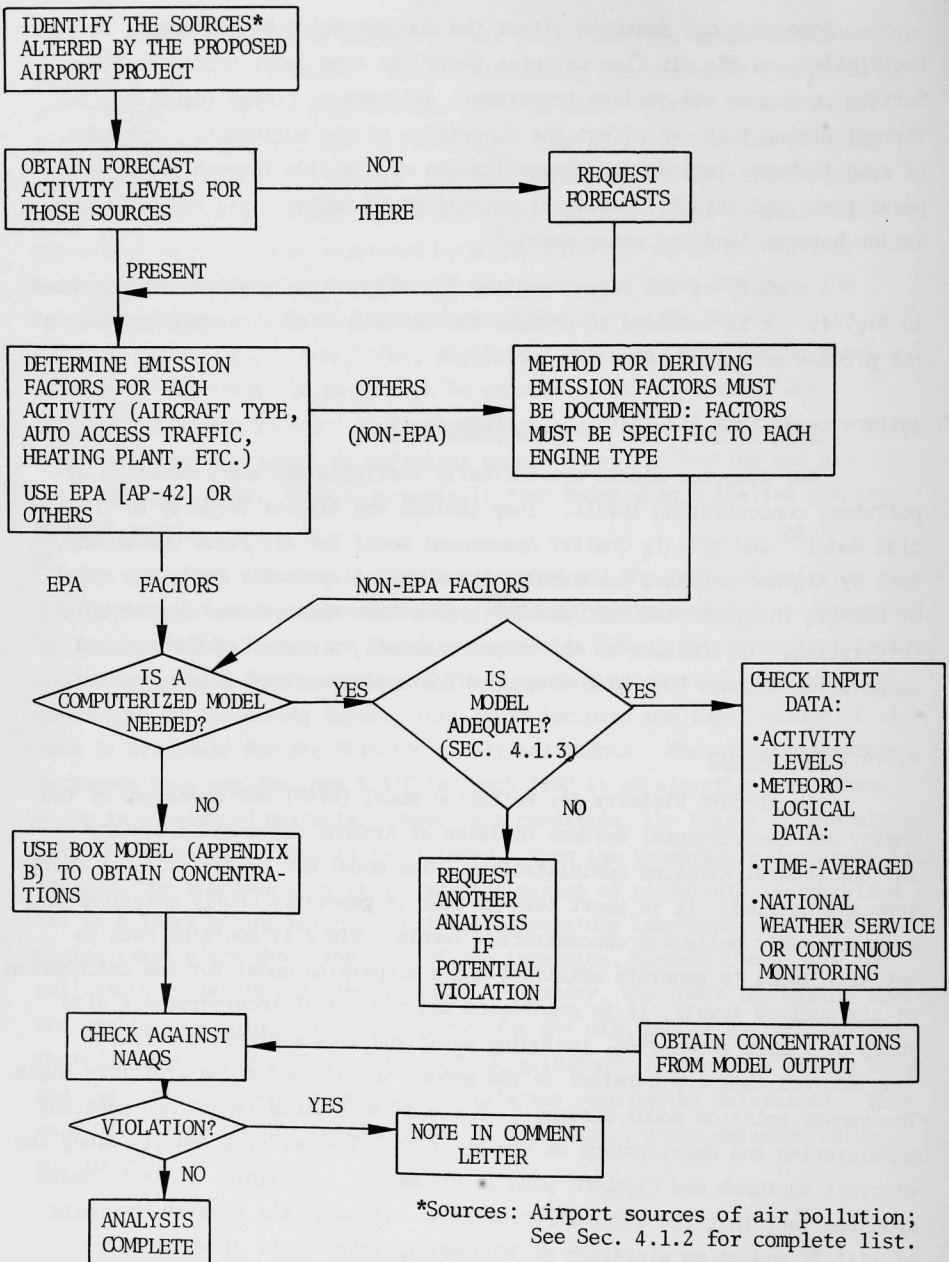 IDENTIFY THE SOURCES*
ALTERED BY THE PROPOSED
AIRPORT PROJECT
OBTAIN FORECAST
ACTIVITY LEVELS FOR
THOSE SOURCES
NOT
THERE
REQUEST
FORECASTS
PRESENT
DETERMINE EMISSION
FACTORS FOR EACH
ACTIVITY (AIRCRAFT TYPE,
AUTO ACCESS TRAFFIC,
HEATING PLANT, ETC.)
USE EPA [AP-42] OR
OTHERS
OTHERS
(NON-EPA)
METHOD FOR DERIVING
EMISSION FACTORS MUST
BE DOCUMENTED: FACTORS
MUST BE SPECIFIC TO EACH
ENGINE TYPE
EPA FACTORS
NON-EPA FACTORS
IS A
COMPUTERIZED MODEL
NEEDED?
YES
IS
MODEL
ADEQUATE?
(SEC. 4.1.3)
YES
CHECK INPUT
DATA:
•ACTIVITY
LEVELS
•METEORO-
LOGICAL
DATA:
•TIME-AVERAGED
•NATIONAL
WEATHER SERVICE
OR CONTINUOUS
MONITORING
NO
USE BOX MODEL (APPENDIX
B) TO OBTAIN CONCENTRA-
TIONS
NO
REQUEST
ANOTHER
ANALYSIS
IF
POTENTIAL
VIOLATION
CHECK AGAINST
NAAQS
OBTAIN CONCENTRATIONS
FROM MODEL OUTPUT
VIOLATION?
YES
NOTE IN COMMENT
LETTER
NO
ANALYSIS
COMPLETE
*Sources: Airport sources of air pollution;
See Sec. 4.1.2 for complete list.